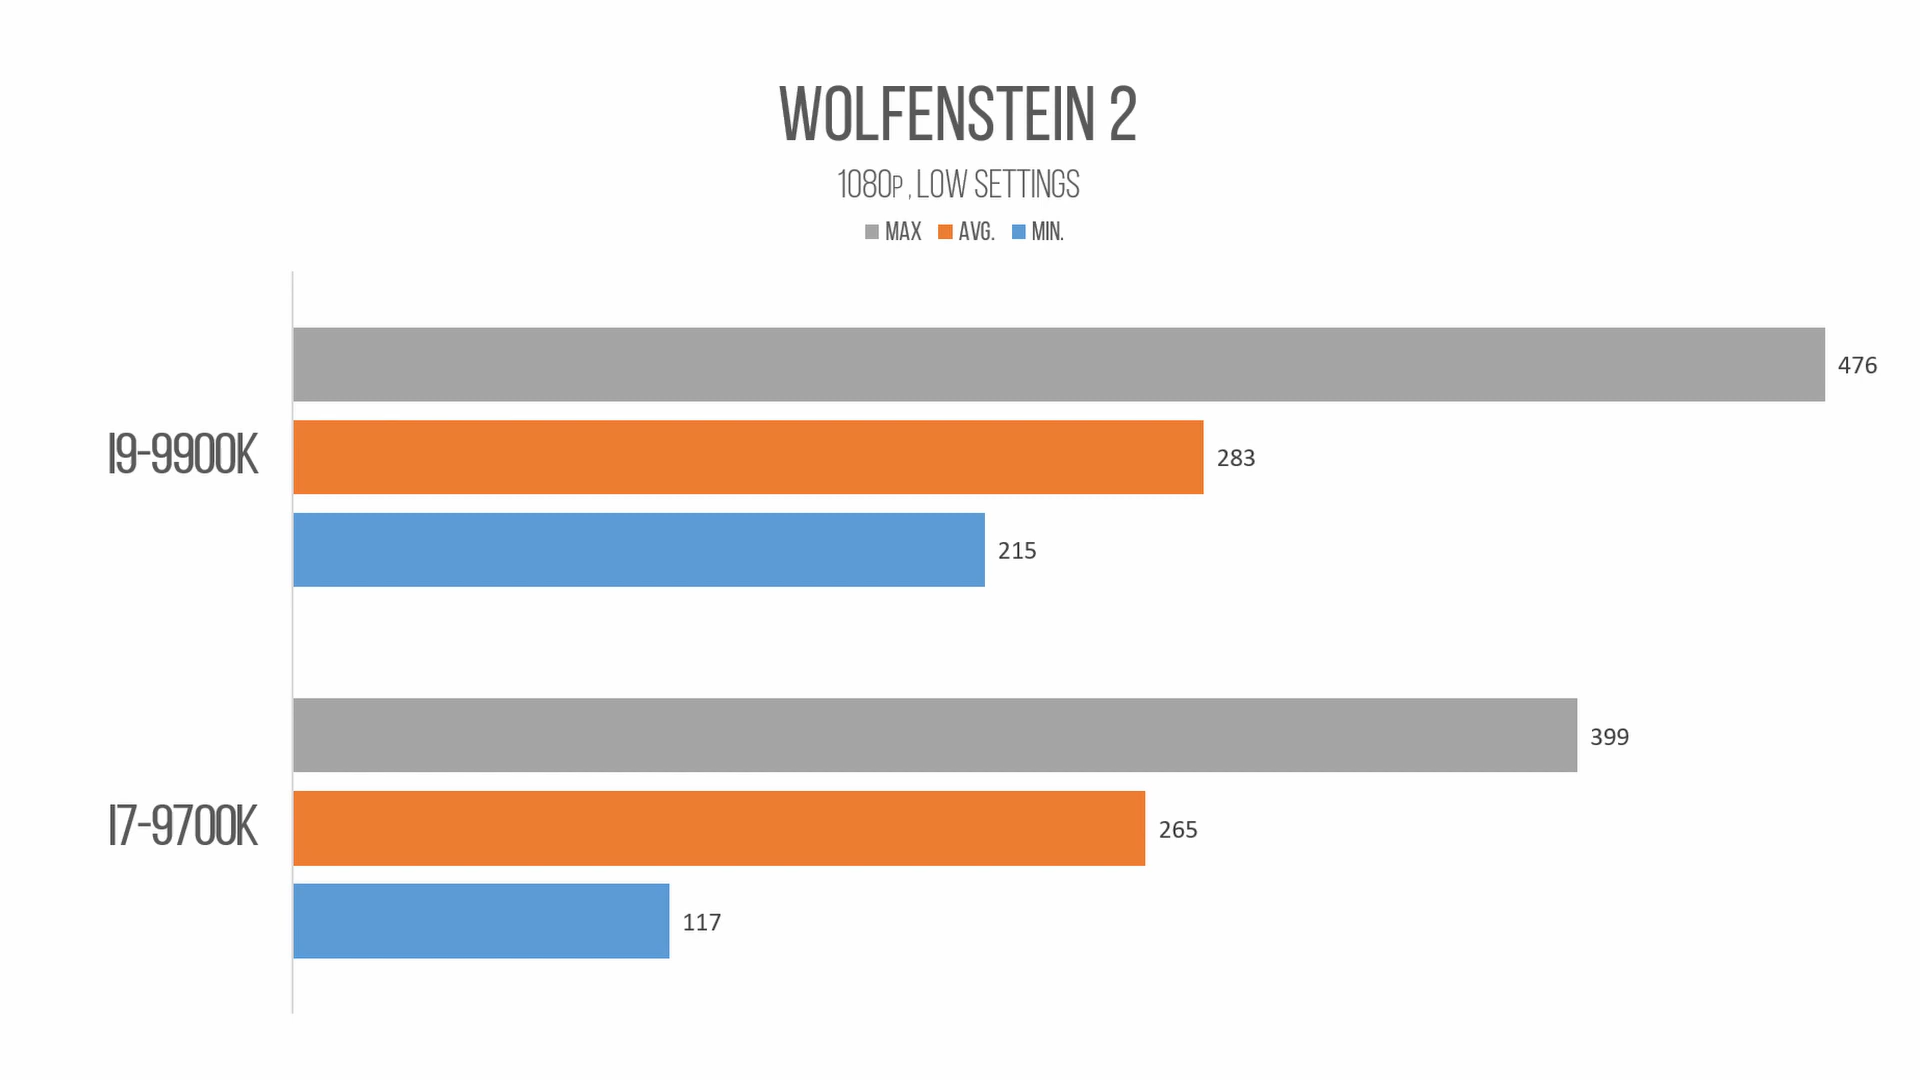 WOLFENSTEIN 2
1080P, LOW SETTINGS
MAX AVG. MIN.
476
I9-9900K
283
215
399
I7-9700K
265
117